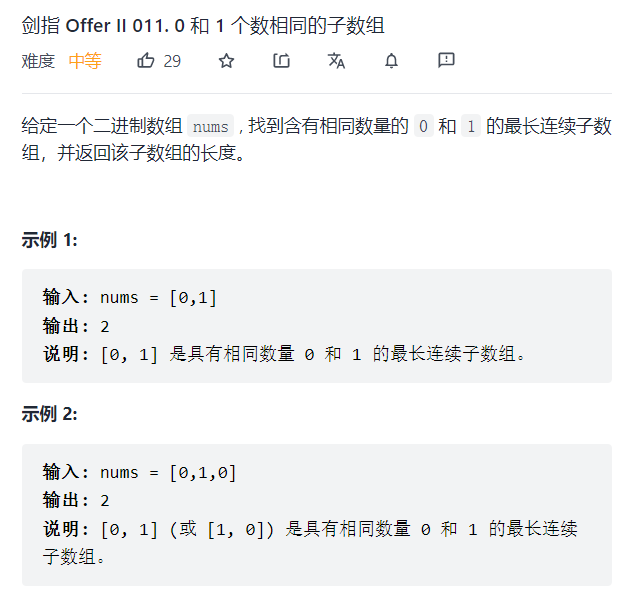 剑指 Offer II 011. 0 和 1 个数相同的子数组
难度 中等 29
给定一个二进制数组 nums , 找到含有相同数量的 0 和 1 的最长连续子数
组，并返回该子数组的长度。
示例 1:
输入: nums = [0,1]
输出: 2
说明: [0, 1] 是具有相同数量 0 和 1 的最长连续子数组。
示例 2:
输入: nums = [0,1,0]
输出: 2
说明: [0, 1] (或 [1, 0]) 是具有相同数量 0 和 1 的最长连续
子数组。